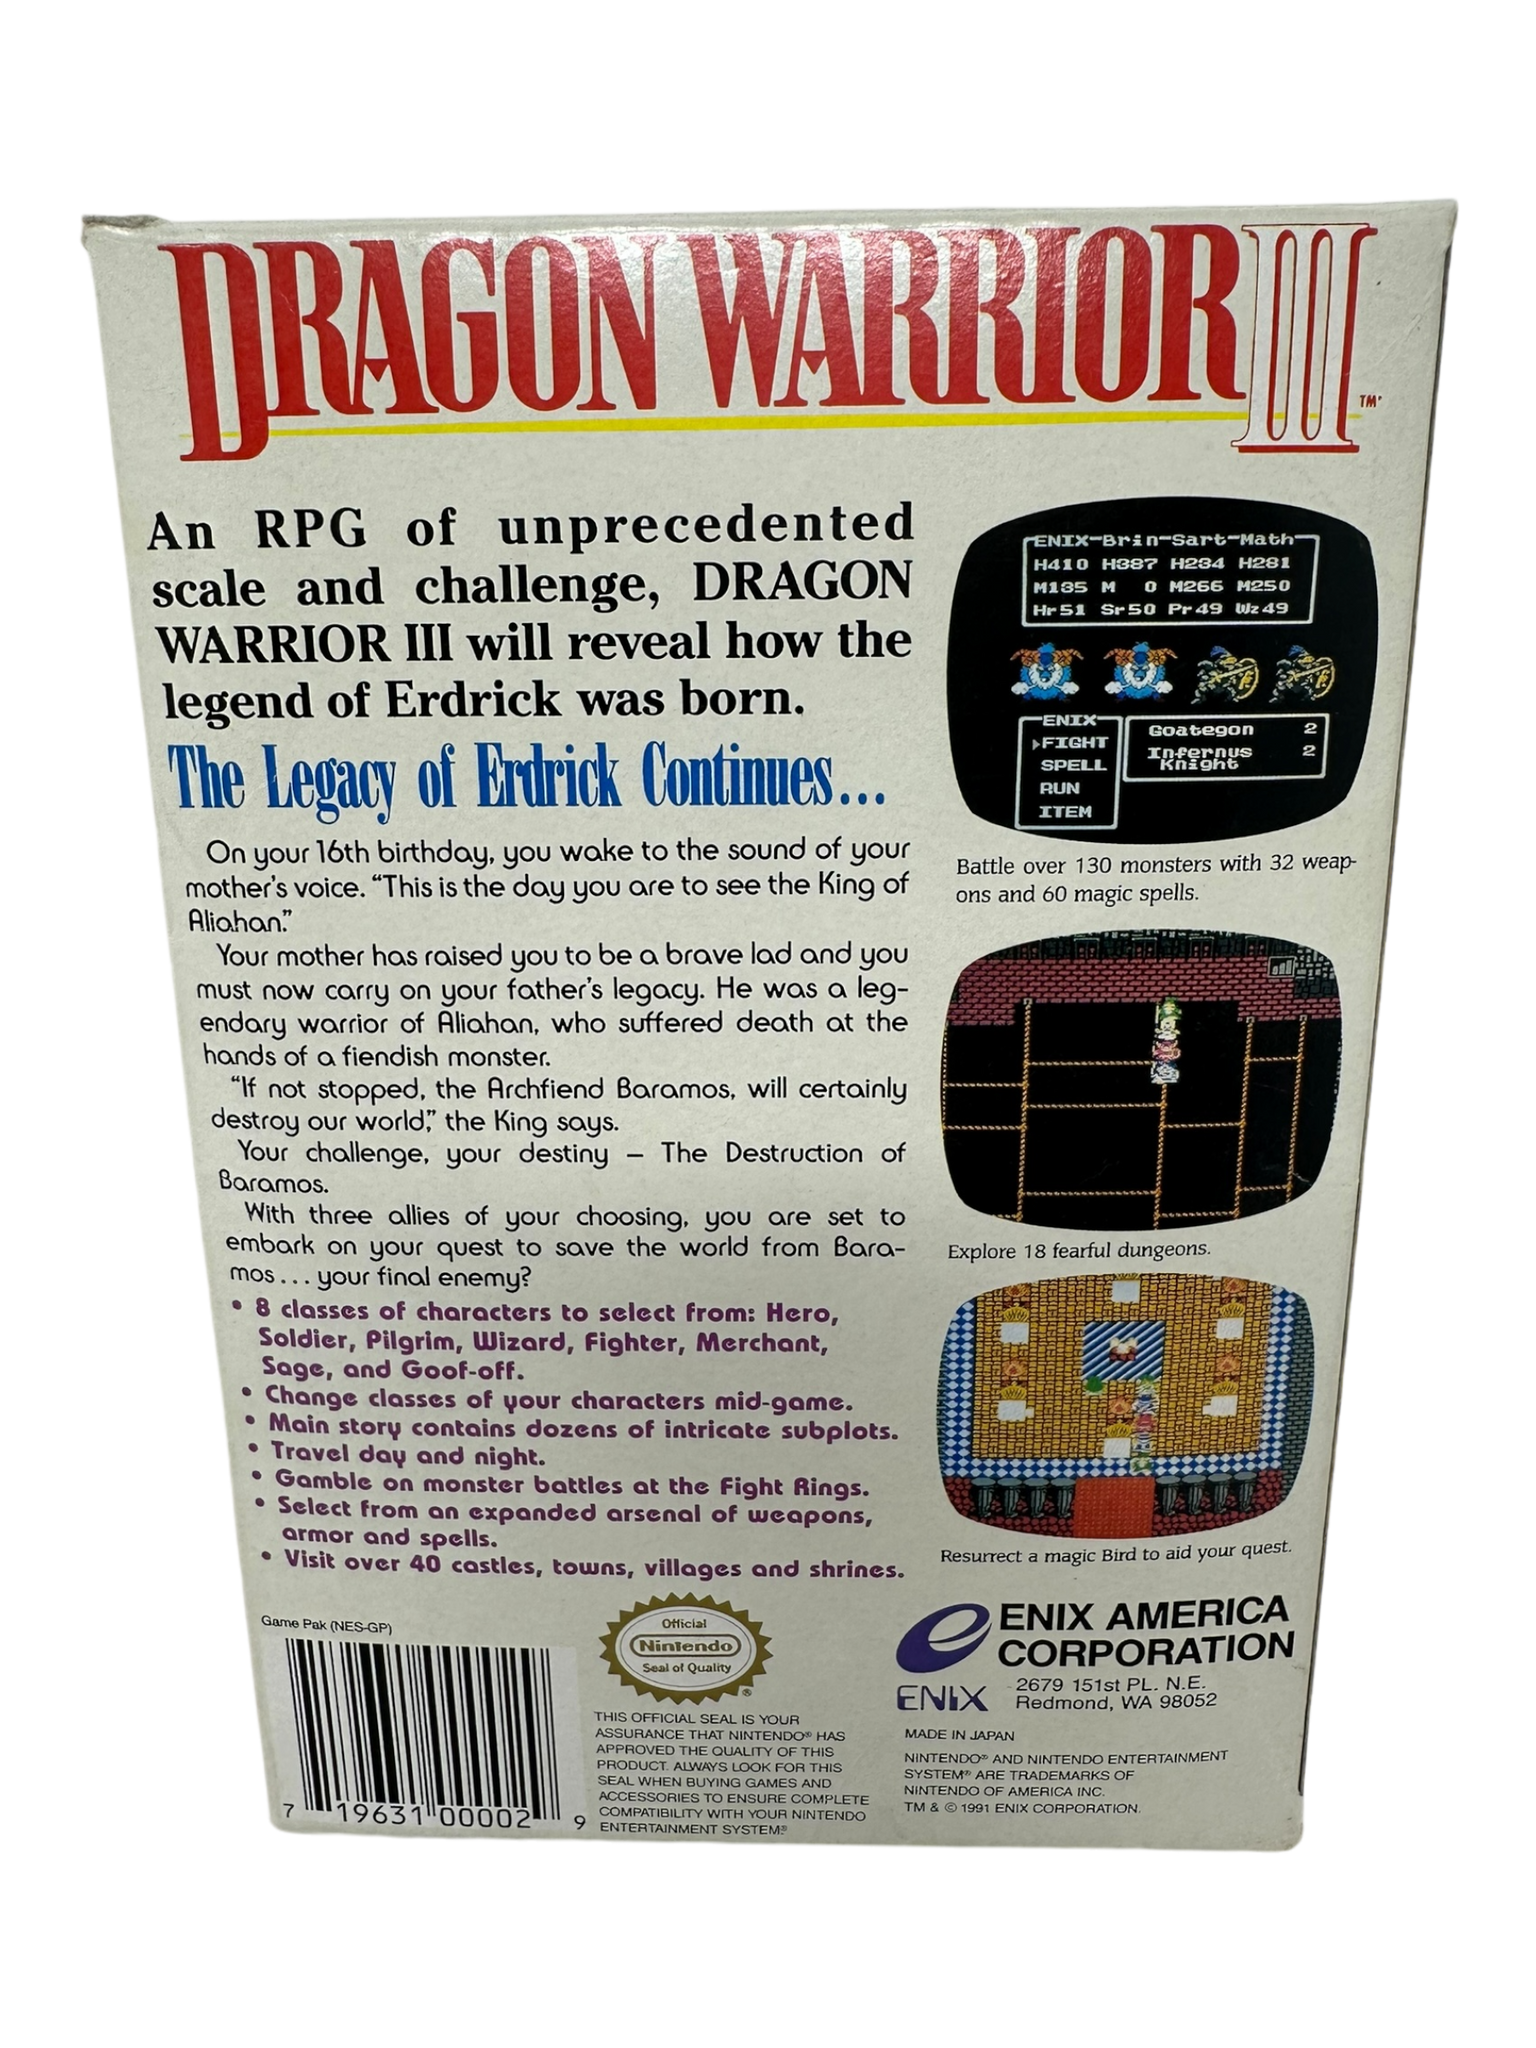 DRAGON WARRIOR III
TM
An RPG of unprecedented
scale and challenge, DRAGON
WARRIOR III will reveal how the
legend of Erdrick was born.
The Legacy of Erdrick Continues...
On your 16th birthday, you wake to the sound of your
mother's voice. “This is the day you are to see the King of
Aliahan.”
Your mother has raised you to be a brave lad and you
must now carry on your father's legacy. He was a leg-
endary warrior of Aliahan, who suffered death at the
hands of a fiendish monster.
“If not stopped, the Archfiend Baramos, will certainly
destroy our world,” the King says.
Your challenge, your destiny – The Destruction of
Baramos.
With three allies of your choosing, you are set to
embark on your quest to save the world from Bara-
mos... your final enemy?
• 8 classes of characters to select from: Hero,
Soldier, Pilgrim, Wizard, Fighter, Merchant,
Sage, and Goof-off.
• Change classes of your characters mid-game.
• Main story contains dozens of intricate subplots.
• Travel day and night.
• Gamble on monster battles at the Fight Rings.
• Select from an expanded arsenal of weapons,
armor and spells.
• Visit over 40 castles, towns, villages and shrines.
ENIX-Brin-Sart-Math
H410 H387 H234 H281
M135 M 0 M266 M250
Hr51 Sr50 Pr49 Wz49
ENIX
FIGHT
SPELL
RUN
ITEM
Goategon 2
Infernus 2
Knight
Battle over 130 monsters with 32 weap-
ons and 60 magic spells.
Explore 18 fearful dungeons.
Resurrect a magic Bird to aid your quest.
Game Pak (NES-GP)
7 19631 00002 9
Official
Nintendo
Seal of Quality
®
THIS OFFICIAL SEAL IS YOUR
ASSURANCE THAT NINTENDO® HAS
APPROVED THE QUALITY OF THIS
PRODUCT. ALWAYS LOOK FOR THIS
SEAL WHEN BUYING GAMES AND
ACCESSORIES TO ENSURE COMPLETE
COMPATIBILITY WITH YOUR NINTENDO
ENTERTAINMENT SYSTEM®
ENIX
ENIX AMERICA
CORPORATION
2679 151st PL. N.E.
Redmond, WA 98052
MADE IN JAPAN
NINTENDO® AND NINTENDO ENTERTAINMENT
SYSTEM® ARE TRADEMARKS OF
NINTENDO OF AMERICA INC.
TM & © 1991 ENIX CORPORATION.